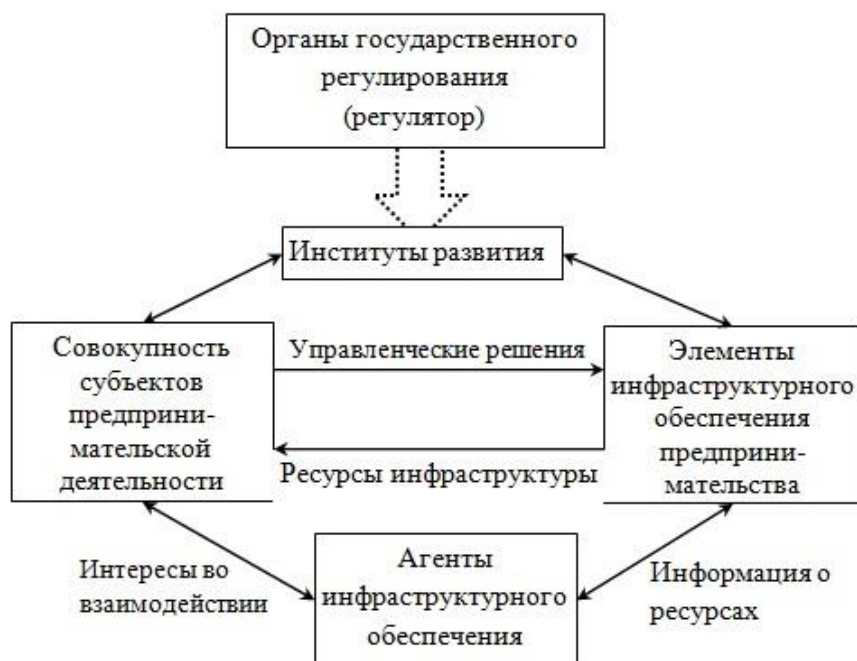 Органы государственного
регулирования
(регулятор)
Институты развития
Совокупность
субъектов
предприни-
мательской
деятельности
Управленческие решения
Ресурсы инфраструктуры
Элементы
инфраструктурного
обеспечения
предприни-
мательства
Интересы во
взаимодействии
Агенты
инфраструктурного
обеспечения
Информация о
ресурсах